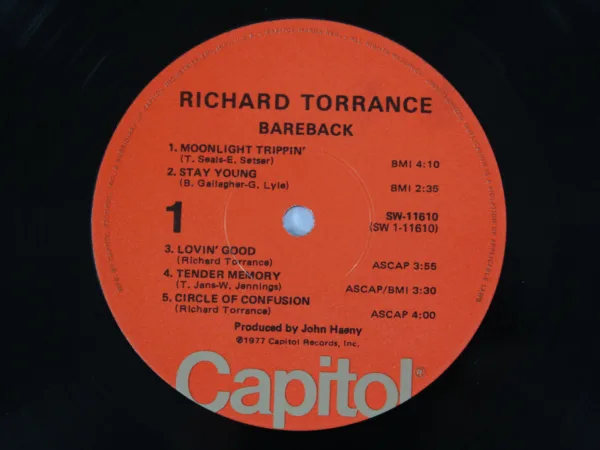 RICHARD TORRANCE
BAREBACK
1. MOONLIGHT TRIPPIN'
(T. Seals-E. Setser)
BMI 4:10
2. STAY YOUNG
(B. Gallagher-G. Lyle)
BMI 2:35
1
SW-11610
(SW 1-11610)
3. LOVIN' GOOD
(Richard Torrance)
ASCAP 3:55
4. TENDER MEMORY
(T. Jans-W. Jennings)
ASCAP/BMI 3:30
5. CIRCLE OF CONFUSION
(Richard Torrance)
ASCAP 4:00
Produced by John Haeny
℗1977 Capitol Records, Inc.
Capitol®